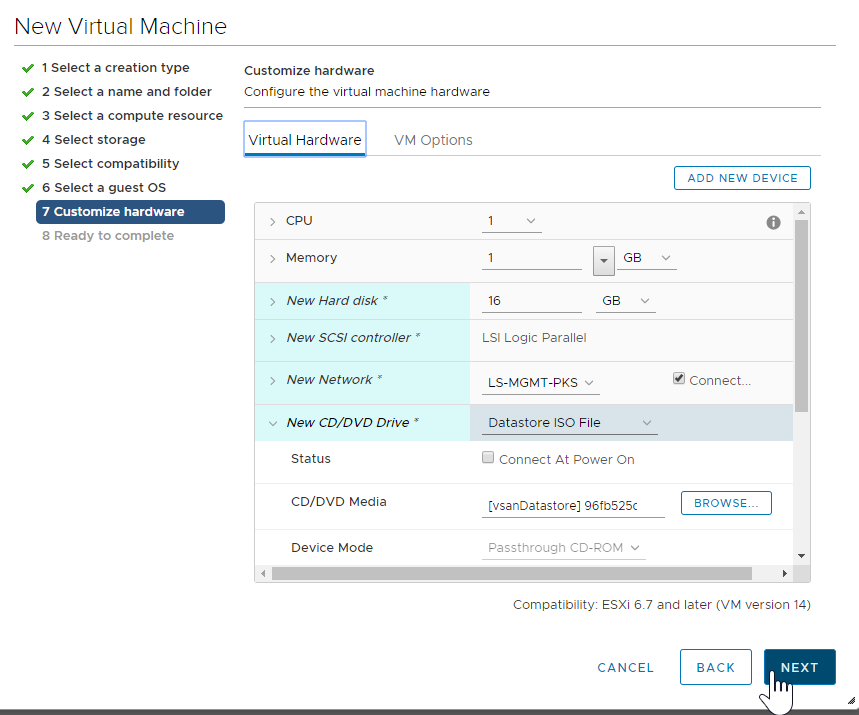 New Virtual Machine
1 Select a creation type
2 Select a name and folder
3 Select a compute resource
4 Select storage
5 Select compatibility
6 Select a guest OS
7 Customize hardware
8 Ready to complete
Customize hardware
Configure the virtual machine hardware
Virtual Hardware VM Options
ADD NEW DEVICE
CPU 1
Memory 1 GB
New Hard disk * 16 GB
New SCSI controller * LSI Logic Parallel
New Network * LS-MGMT-PKS Connect...
New CD/DVD Drive * Datastore ISO File
Status Connect At Power On
CD/DVD Media [vsanDatastore] 96fb525c BROWSE...
Device Mode Passthrough CD-ROM
Compatibility: ESXi 6.7 and later (VM version 14)
CANCEL BACK NEXT